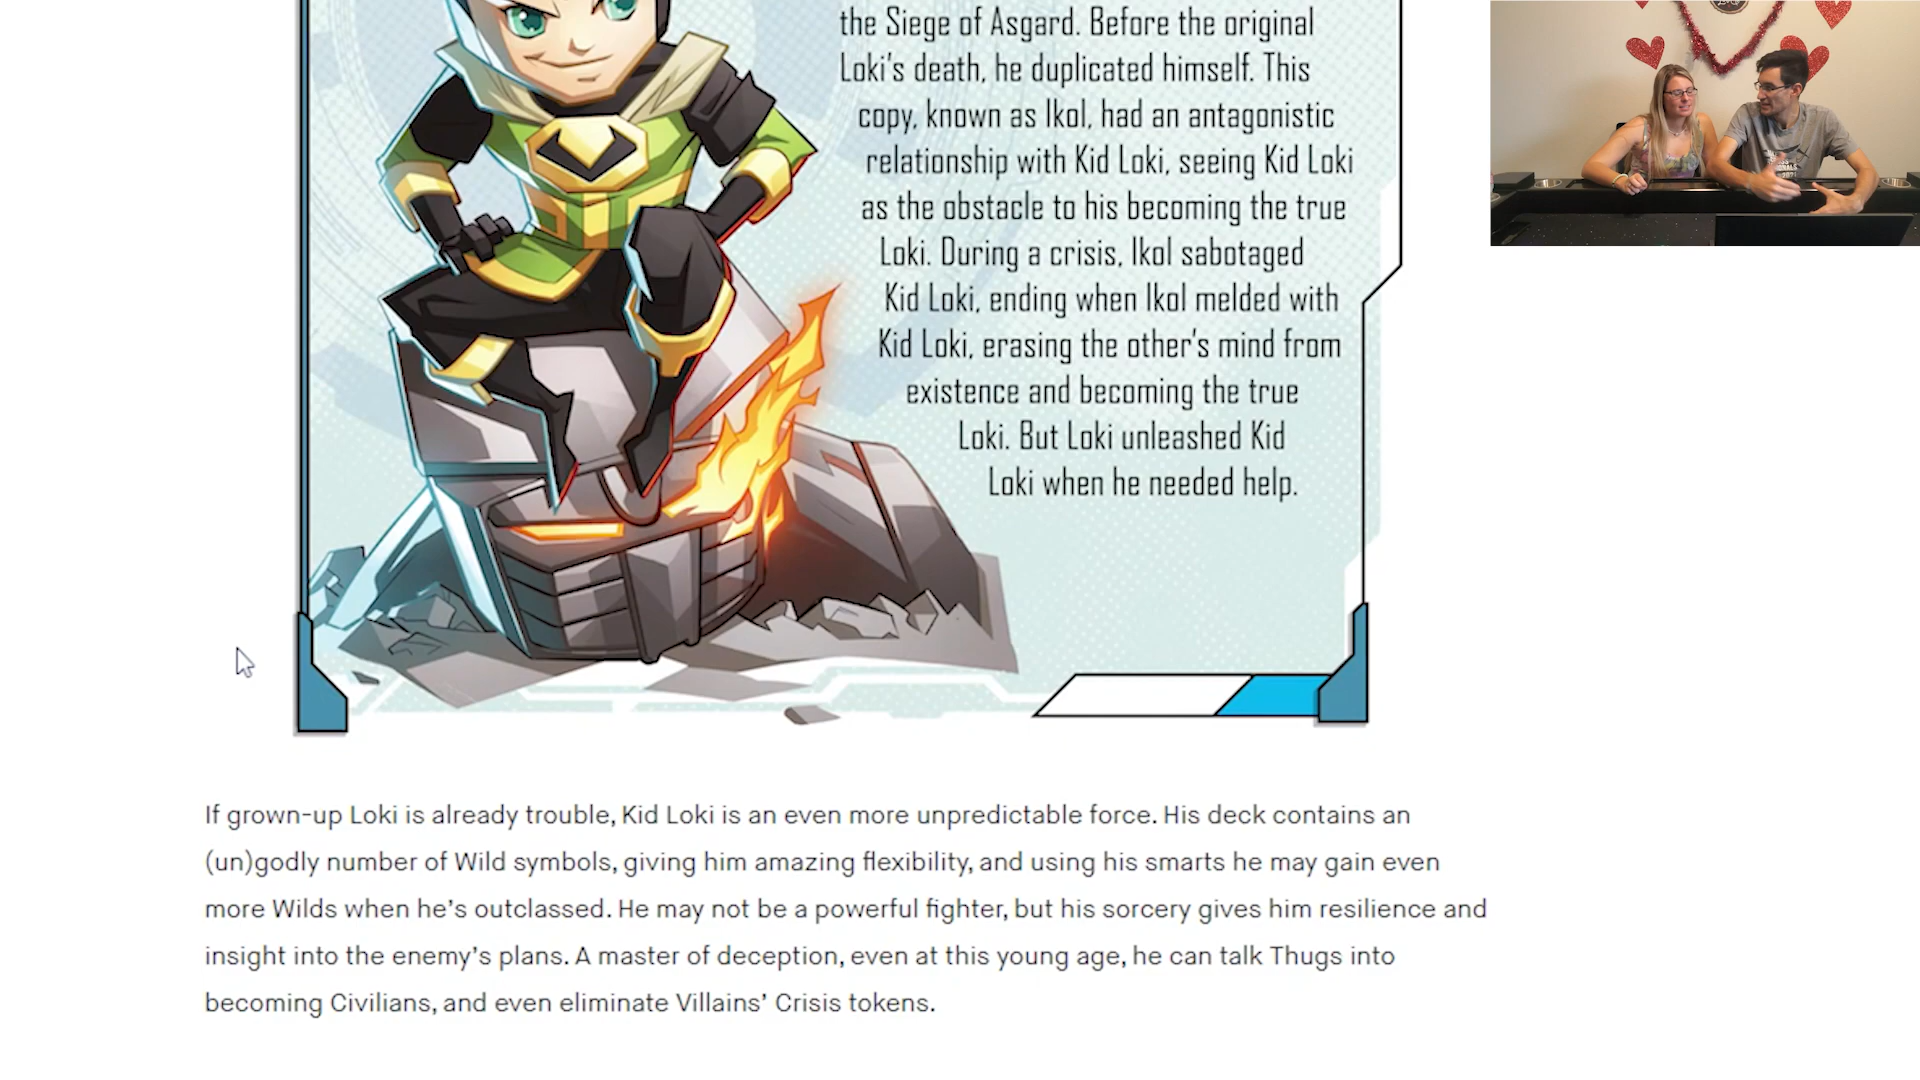 the Siege of Asgard. Before the original
Loki's death, he duplicated himself. This
copy, known as Ikol, had an antagonistic
relationship with Kid Loki, seeing Kid Loki
as the obstacle to his becoming the true
Loki. During a crisis, Ikol sabotaged
Kid Loki, ending when Ikol melded with
Kid Loki, erasing the other's mind from
existence and becoming the true
Loki. But Loki unleashed Kid
Loki when he needed help.
If grown-up Loki is already trouble, Kid Loki is an even more unpredictable force. His deck contains an
(un)godly number of Wild symbols, giving him amazing flexibility, and using his smarts he may gain even
more Wilds when he's outclassed. He may not be a powerful fighter, but his sorcery gives him resilience and
insight into the enemy's plans. A master of deception, even at this young age, he can talk Thugs into
becoming Civilians, and even eliminate Villains' Crisis tokens.